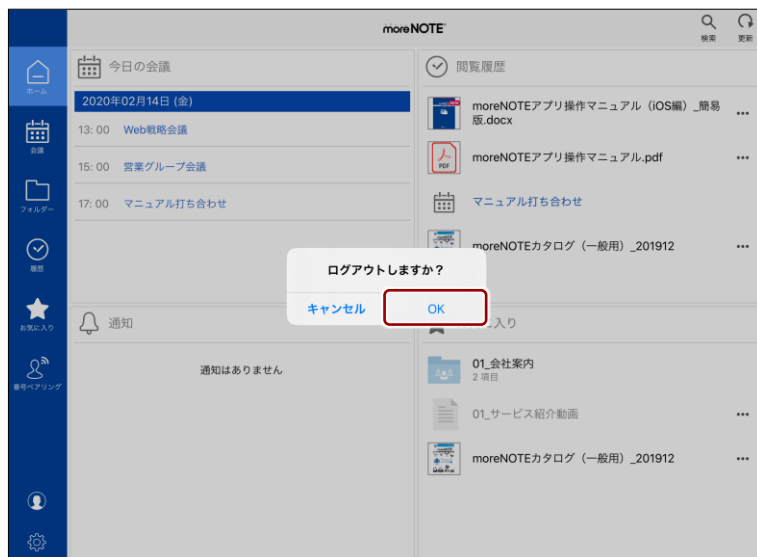 moreNOTE
検索
更新
ホーム
会議
フォルダー
履歴
お気に入り
番号ペアリング
今日の会議
2020年02月14日 (金)
13: 00 Web戦略会議
15: 00 営業グループ会議
17: 00 マニュアル打ち合わせ
閲覧履歴
moreNOTEアプリ操作マニュアル（iOS編）_簡易
版.docx
PDF
moreNOTEアプリ操作マニュアル.pdf
マニュアル打ち合わせ
moreNOTEカタログ（一般用）_201912
ログアウトしますか？
キャンセル
OK
通知
通知はありません
に入り
01_会社案内
2 項目
01_サービス紹介動画
moreNOTEカタログ（一般用）_201912